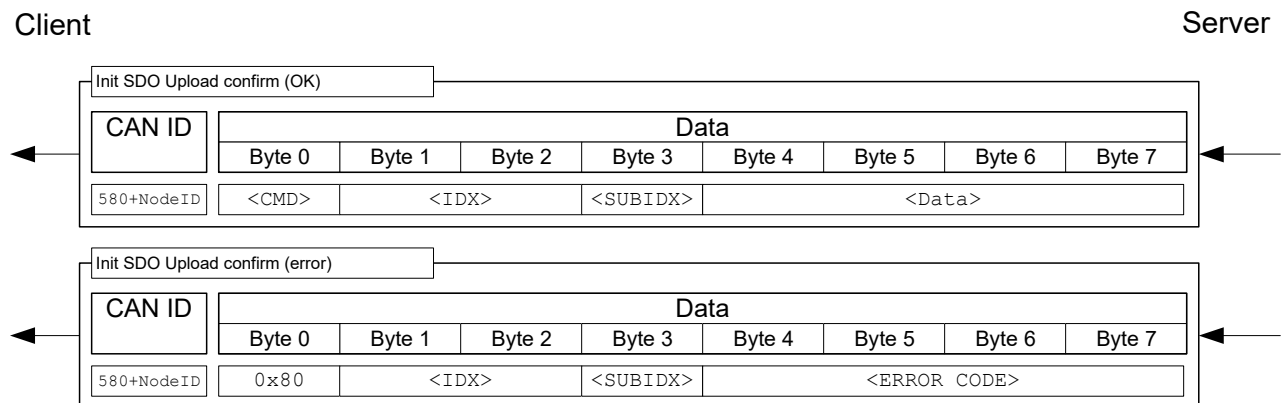 Client Server
Init SDO Upload confirm (OK)
CAN ID Data
Byte 0 Byte 1 Byte 2 Byte 3 Byte 4 Byte 5 Byte 6 Byte 7
580+NodeID <CMD> <IDX> <SUBIDX> <Data>
Init SDO Upload confirm (error)
CAN ID Data
Byte 0 Byte 1 Byte 2 Byte 3 Byte 4 Byte 5 Byte 6 Byte 7
580+NodeID 0x80 <IDX> <SUBIDX> <ERROR CODE>